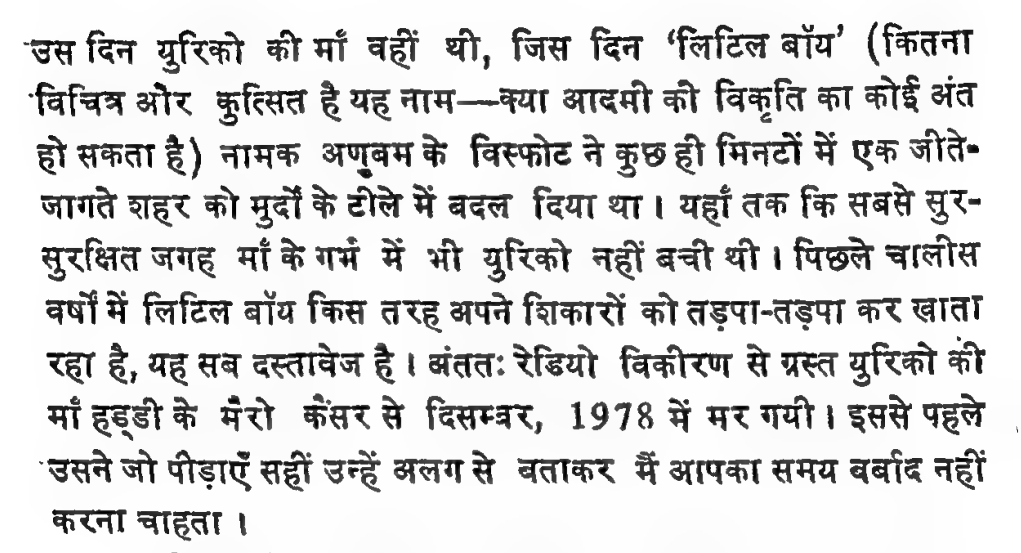 उस दिन युरिको की माँ वहीं थी, जिस दिन ‘लिटिल बॉय’ (कितना
विचित्र और कुत्सित है यह नाम—क्या आदमी की विकृति का कोई अंत
हो सकता है) नामक अणुबम के विस्फोट ने कुछ ही मिनटों में एक जीते-
जागते शहर को मुर्दों के टीले में बदल दिया था। यहाँ तक कि सबसे सुर-
सुरक्षित जगह माँ के गर्भ में भी युरिको नहीं बची थी। पिछले चालीस
वर्षों में लिटिल बॉय किस तरह अपने शिकारों को तड़पा-तड़पा कर खाता
रहा है, यह सब दस्तावेज है। अंततः रेडियो विकीरण से ग्रस्त युरिको की
माँ हड्डी के मैरो कैंसर से दिसम्बर, 1978 में मर गयी। इससे पहले
उसने जो पीड़ाएँ सहीं उन्हें अलग से बताकर मैं आपका समय बर्बाद नहीं
करना चाहता।